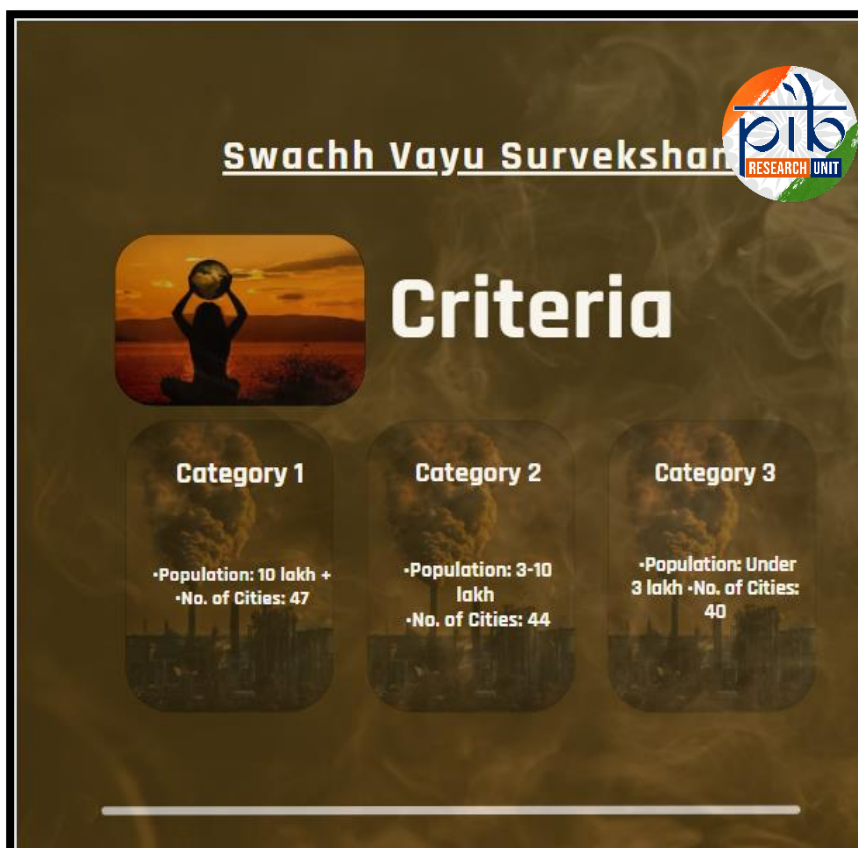 Swachh Vayu Survekshan
pib
RESEARCH UNIT
Criteria
Category 1
•Population: 10 lakh +
•No. of Cities: 47
Category 2
•Population: 3-10
lakh
•No. of Cities: 44
Category 3
•Population: Under
3 lakh •No. of Cities:
40